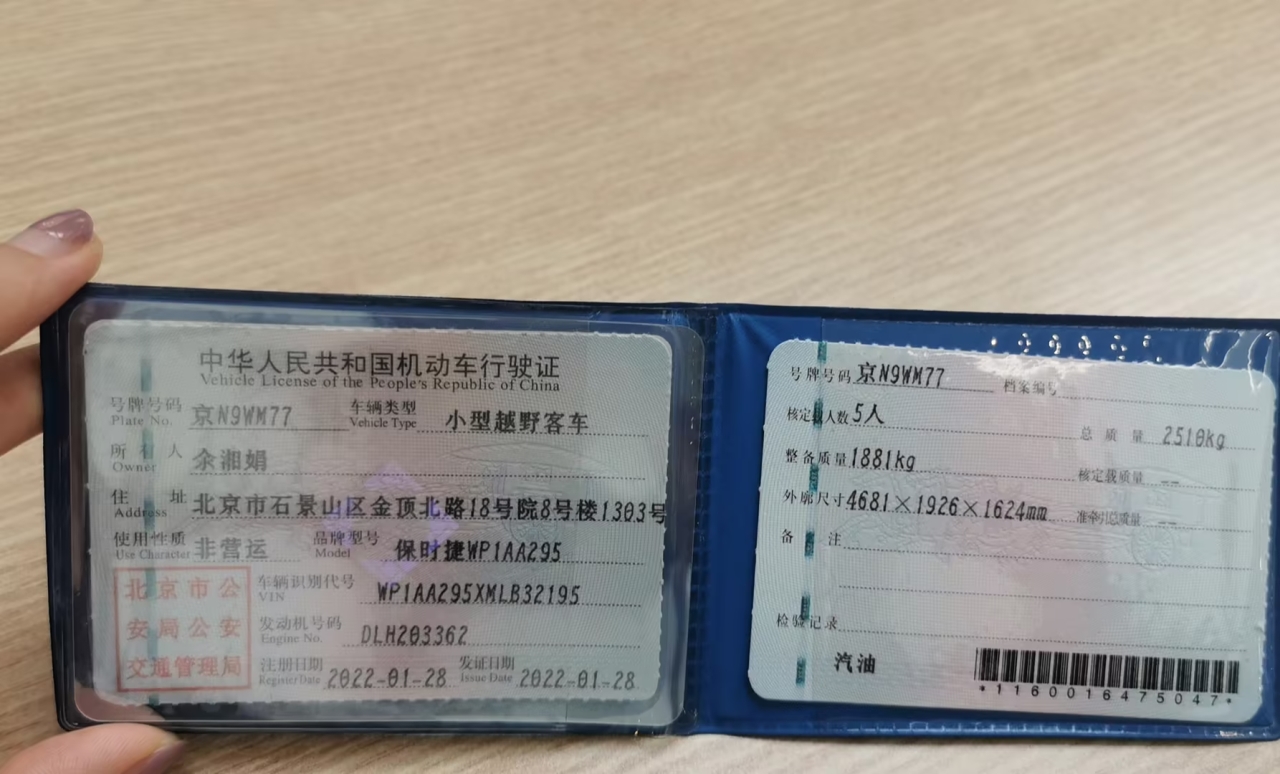 中华人民共和国机动车行驶证
Vehicle License of the People's Republic of China
号牌号码 京N9WM77 车辆类型 小型越野客车
Plate No. Vehicle Type
所有人 余湘娟
Owner
住址 北京市石景山区金顶北路18号院8号楼1303号
Address
使用性质 非营运 品牌型号 保时捷WP1AA295
Use Character Model
北京市公
安局公安
交通管理局
车辆识别代号 WP1AA295XMLB32195
VIN
发动机号码 DLH203362
Engine No.
注册日期 2022-01-28 发证日期 2022-01-28
Register Date Issue Date
号牌号码 京N9WM77 档案编号
核定载人数 5人 总质量 2510kg
整备质量 1881kg 核定载质量 --
外廓尺寸 4681×1926×1624mm 准牵引总质量 --
备注
检验记录
汽油
*1160016475047*